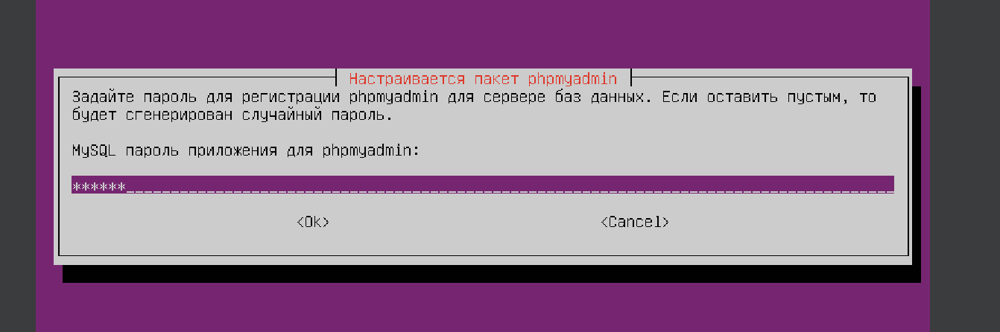 Настраивается пакет phpmyadmin
Задайте пароль для регистрации phpmyadmin для сервере баз данных. Если оставить пустым, то
будет сгенерирован случайный пароль.
MySQL пароль приложения для phpmyadmin:
******
<Ok> <Cancel>